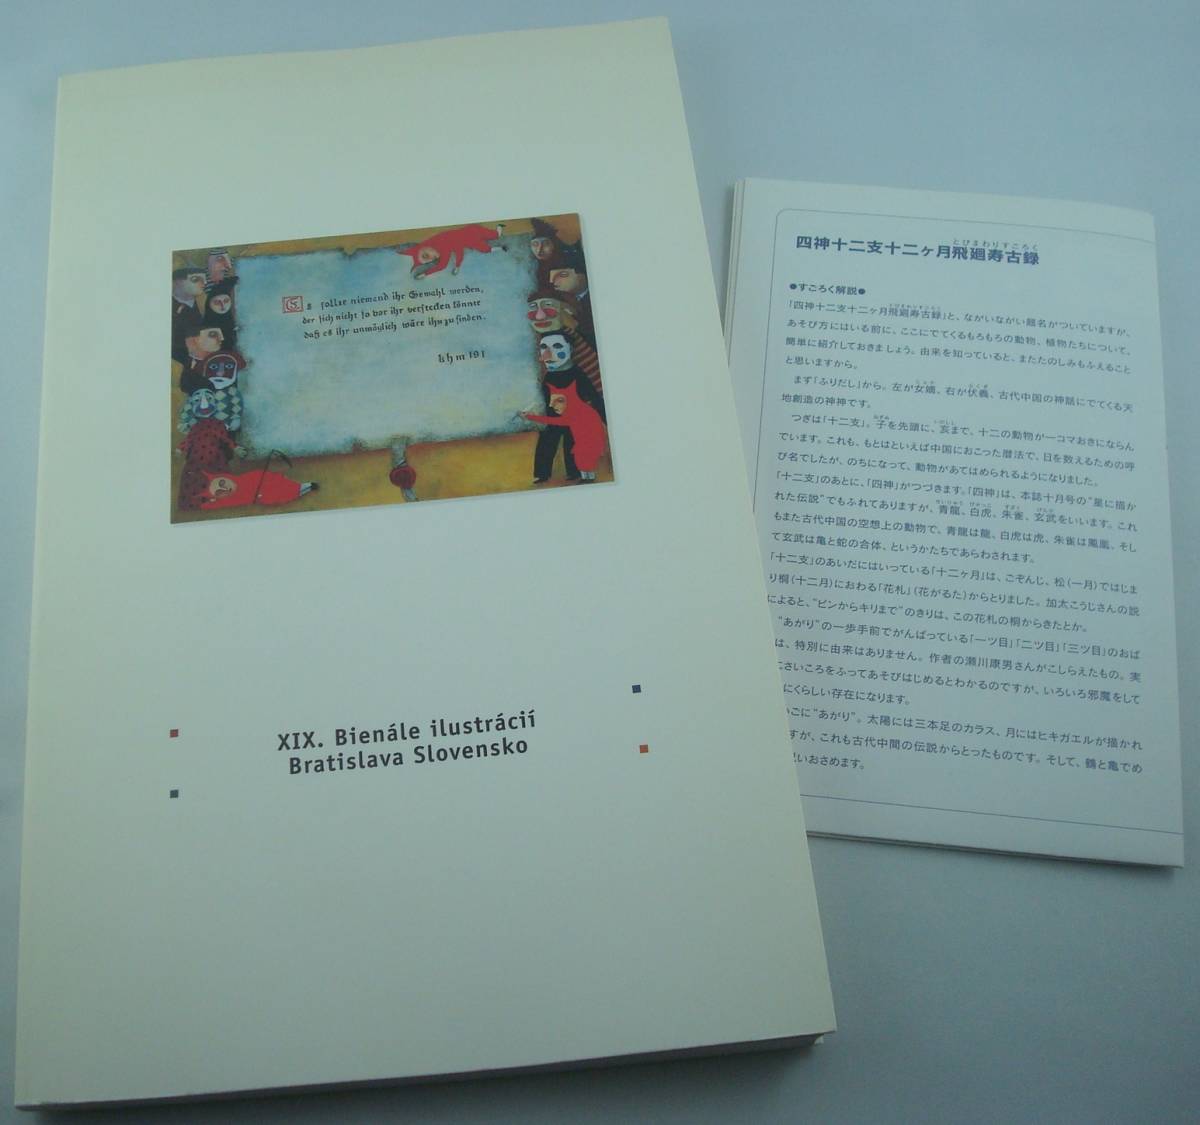 Es sollte niemand ihr Gemahl werden,
der sich nicht so vor ihr verstecken könnte
daß es ihr unmöglich wäre ihn zu finden.
khm 191
XIX. Bienále ilustrácií
Bratislava Slovensko
四神十二支十二ヶ月飛廻寿古録
とびまわりすごろく
●すごろく解説●
「四神十二支十二ヶ月飛廻寿古録」と、ながいながい題名がついていますが、
あそび方にはいる前に、ここにでてくるもろもろの動物、植物たちについて、
簡単に紹介しておきましょう。由来を知っていると、またたのしみもふえること
と思いますから。
まず「ふりだし」から。左が女媧、右が伏羲、古代中国の神話にでてくる天
地創造の神神です。
つぎは「十二支」。子を先頭に、亥まで、十二の動物が一コマおきにならん
でいます。これも、もとはといえば中国におこった暦法で、日を数えるための呼
び名でしたが、のちになって、動物があてはめられるようになりました。
「十二支」のあとに、「四神」がつづきます。「四神」は、本誌十月号の“星に描か
れた伝説”でもふれてありますが、青龍、白虎、朱雀、玄武をいいます。これ
もまた古代中国の空想上の動物で、青龍は龍、白虎は虎、朱雀は鳳凰、そし
て玄武は亀と蛇の合体、というかたちであらわされます。
「十二支」のあいだにはいっている「十二ヶ月」は、ごぞんじ、松（一月）ではじま
り桐（十二月）におわる「花札」（花がるた）からとりました。加太こうじさんの説
によると、“ピンからキリまで”のきりは、この花札の桐からきたとか。
“あがり”の一歩手前でがんばっている「一ツ目」「二ツ目」「三ツ目」のおば
は、特別に由来はありません。作者の瀬川康男さんがこしらえたもの。実
にさいころをふってあそびはじめるとわかるのですが、いろいろ邪魔をして
にくらしい存在になります。
いごに“あがり”。太陽には三本足のカラス、月にはヒキガエルが描かれ
すが、これも古代中間の伝説からとったものです。そして、鶴と亀でめ
いおさめます。